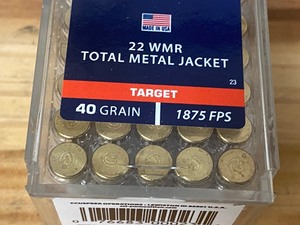 MADE IN USA
22 WMR
TOTAL METAL JACKET
23
TARGET
40 GRAIN
1875 FPS